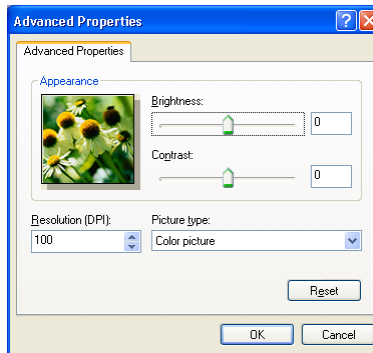 Advanced Properties
Advanced Properties
Appearance
Brightness:
0
Contrast:
0
Resolution (DPI):
Picture type:
100
Color picture
Reset
OK
Cancel